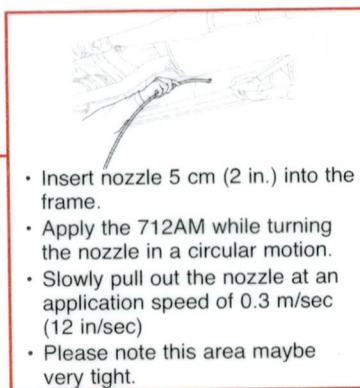 • Insert nozzle 5 cm (2 in.) into the
frame.
• Apply the 712AM while turning
the nozzle in a circular motion.
• Slowly pull out the nozzle at an
application speed of 0.3 m/sec
(12 in/sec)
• Please note this area maybe
very tight.